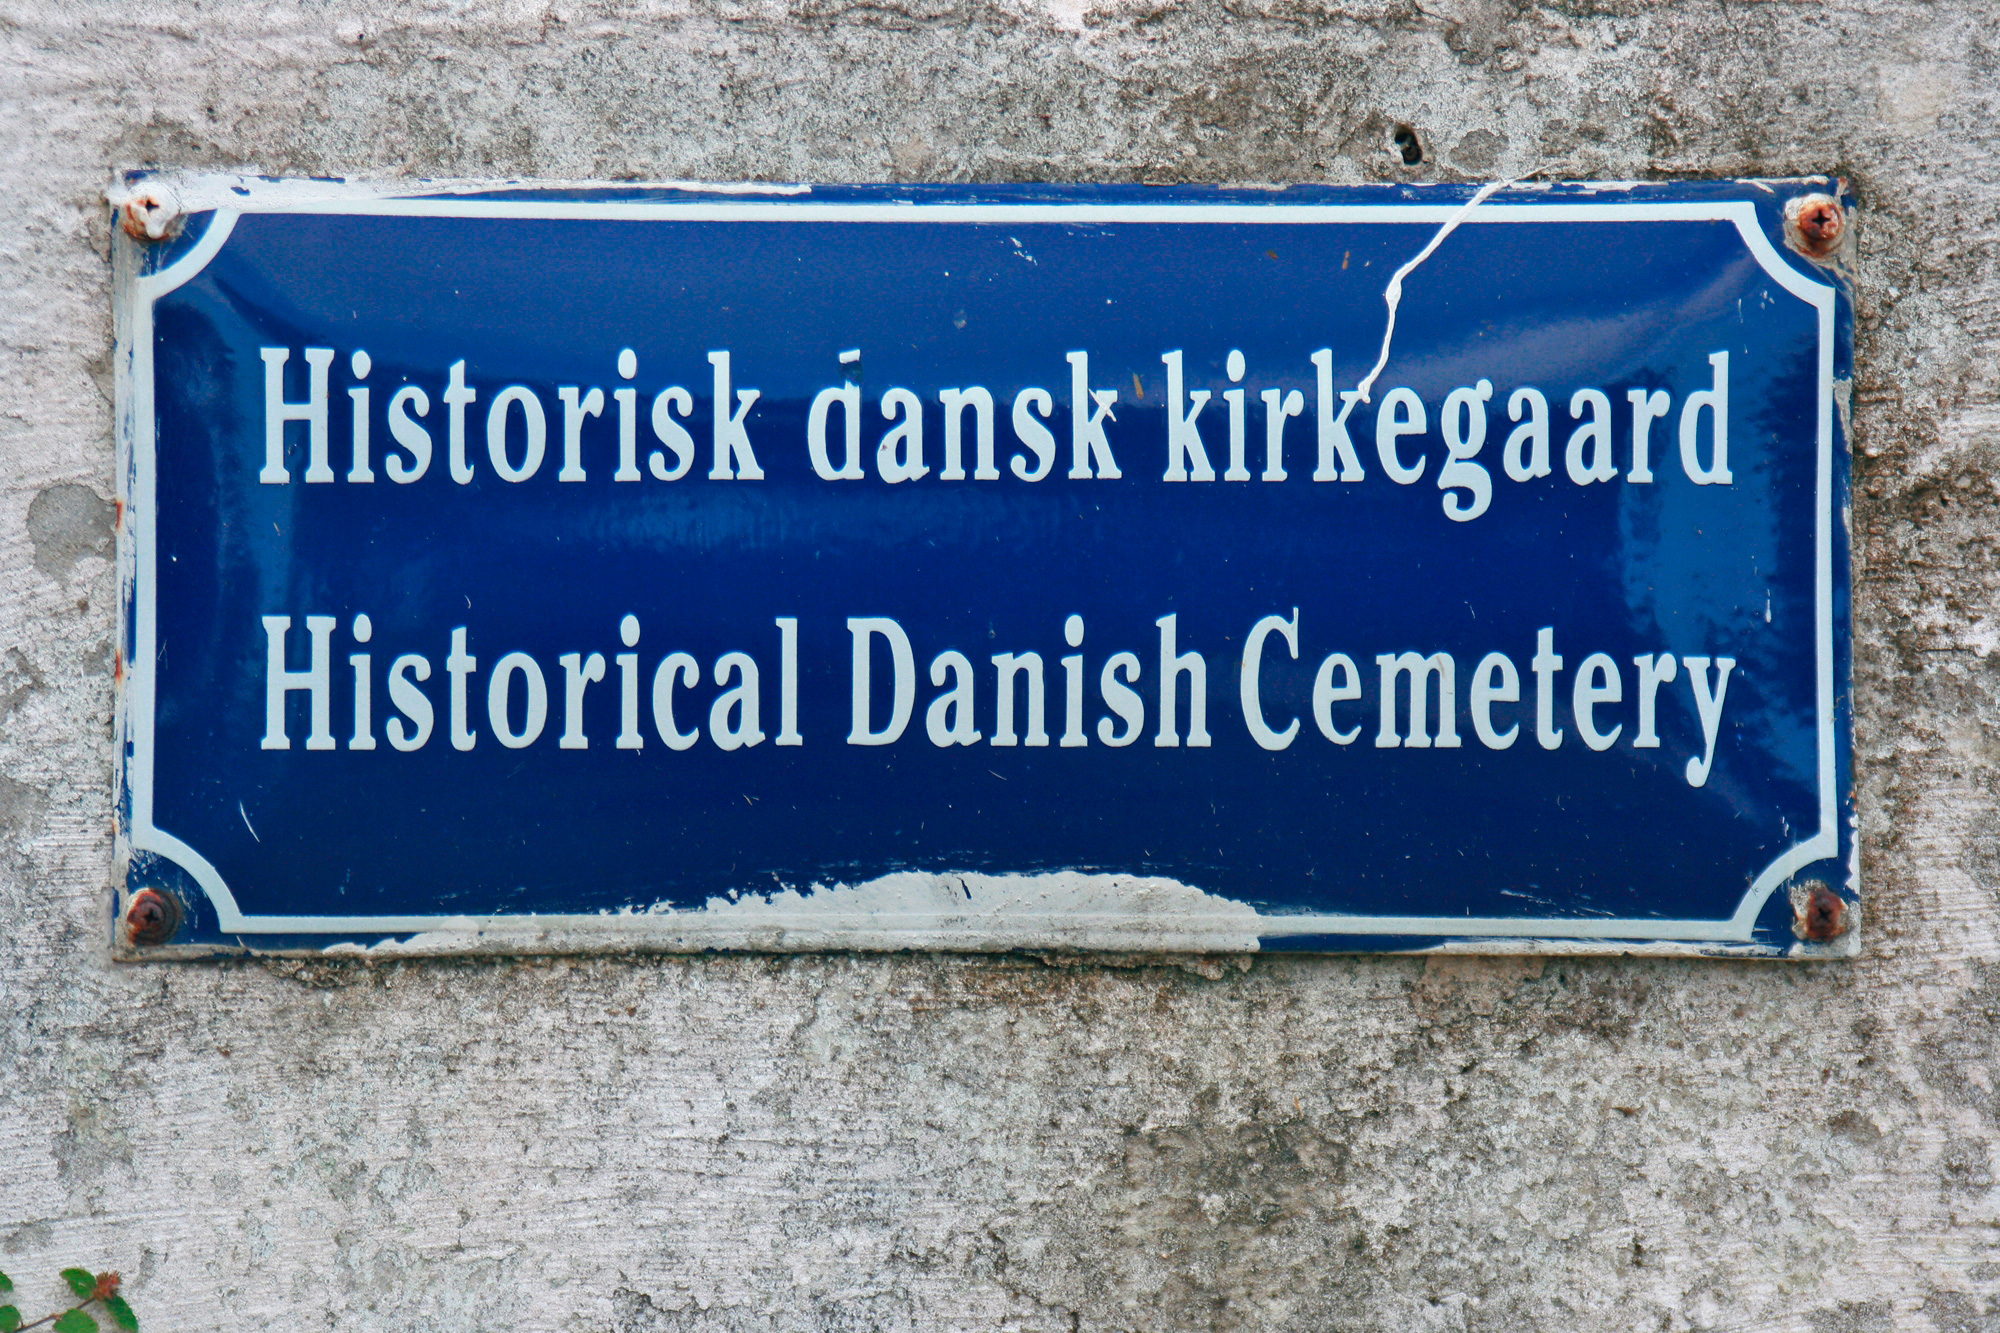 Historisk dansk kirkegaard
Historical Danish Cemetery